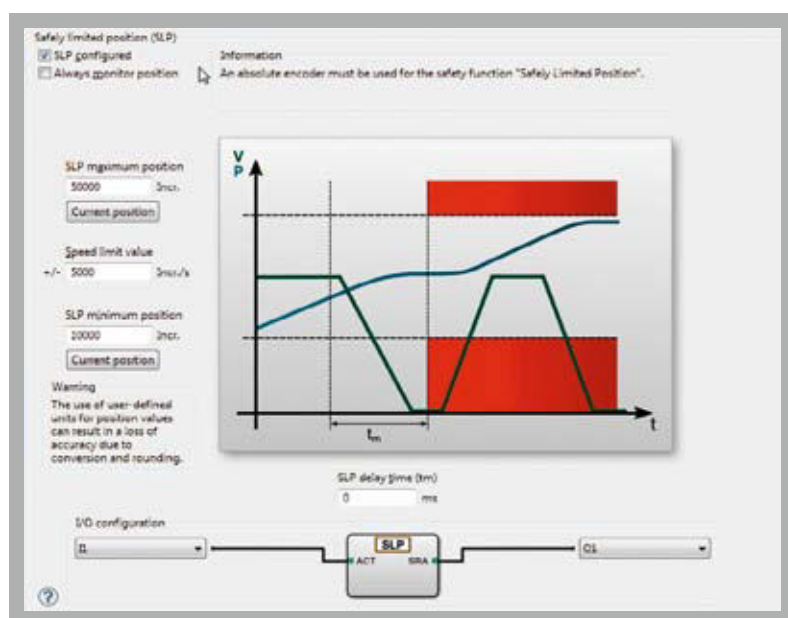 Safely limited position (SLP)
SLP configured
Always monitor position
Information
An absolute encoder must be used for the safety function "Safely Limited Position".
SLP maximum position
50000 Incr.
Current position
Speed limit value
+/- 5000 Incr./s
SLP minimum position
10000 Incr.
Current position
Warning
The use of user-defined
units for position values
can result in a loss of
accuracy due to
conversion and rounding.
V
P
t
tm
SLP delay time (tm)
0 ms
I/O configuration
I1
SLP
ACT SRA
O1
?